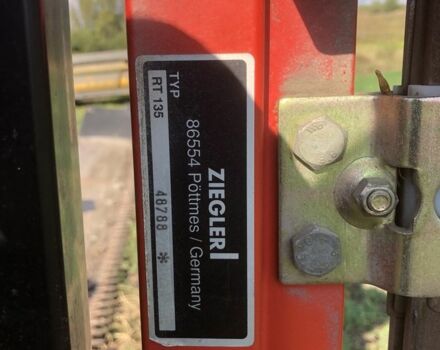 ZIEGLER
86554 Pöttmes / Germany
TYP
RT 135 48788 *